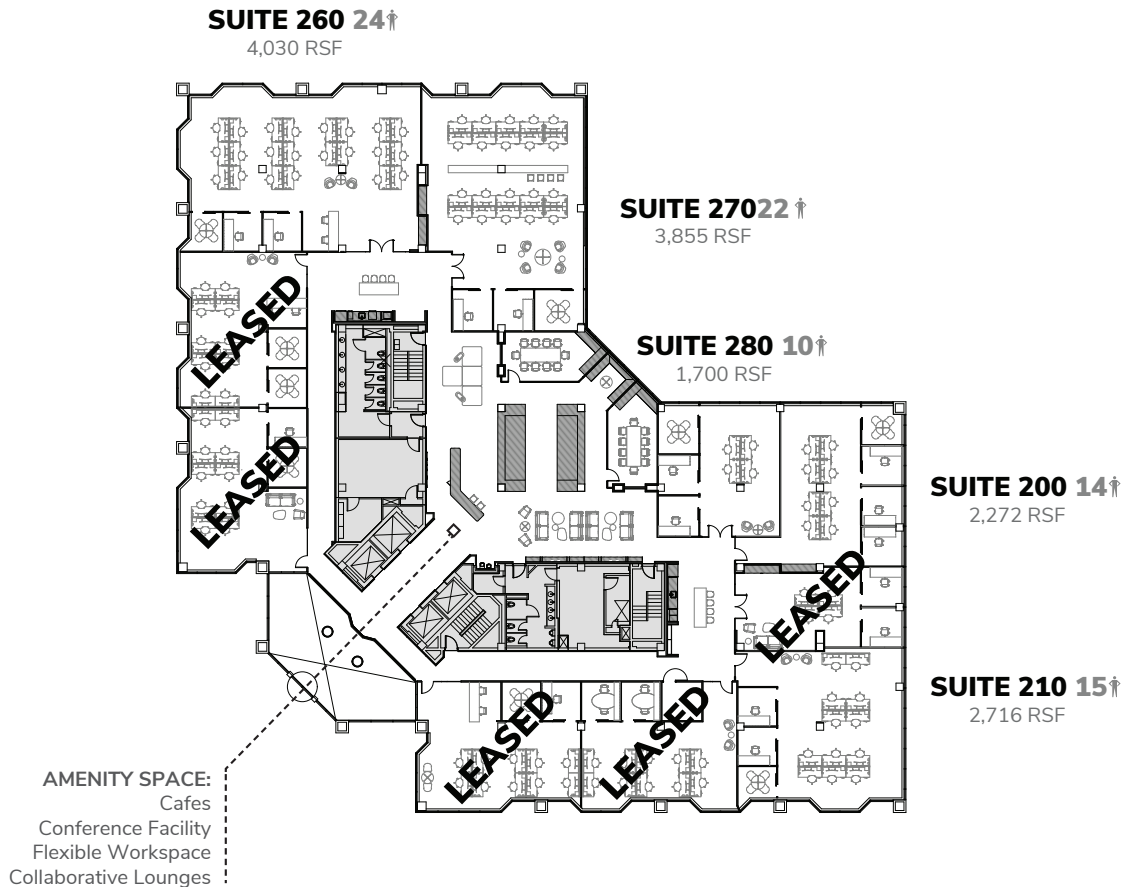 SUITE 260 24
4,030 RSF
SUITE 27022
3,855 RSF
SUITE 280 10
1,700 RSF
LEASED
LEASED
SUITE 200 14
2,272 RSF
LEASED
SUITE 210 15
2,716 RSF
LEASED
LEASED
AMENITY SPACE:
Cafes
Conference Facility
Flexible Workspace
Collaborative Lounges